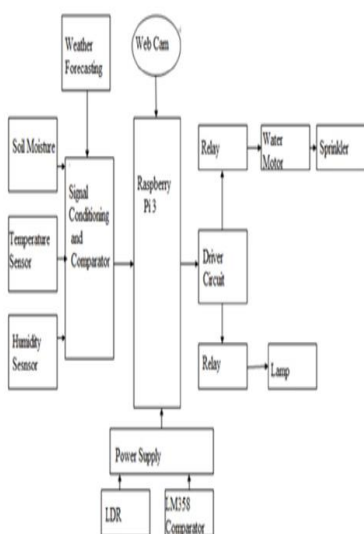 Weather
Forecasting
Web Cam
Soil Moisture
Temperature
Sensor
Humidity
Sesnsor
Signal
Conditioning
and
Comparator
Raspberry
Pi 3
Relay
Water
Motor
Sprinkler
Driver
Circuit
Relay
Lamp
Power Supply
LDR
LM358
Comparator